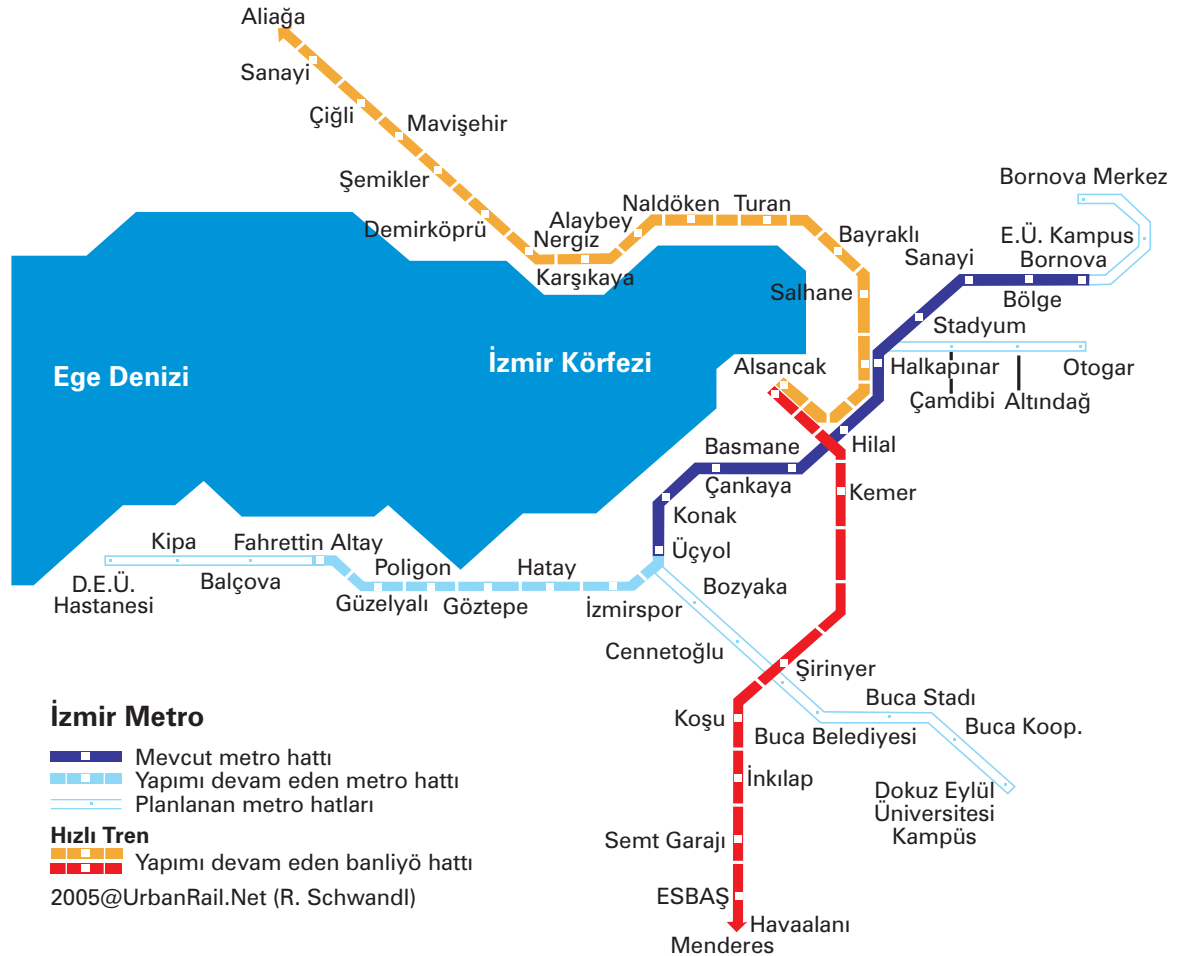 Aliağa
Sanayi
Çiğli
Mavişehir
Şemikler
Demirköprü
Nergiz
Karşıkaya
Alaybey
Naldöken
Turan
Bayraklı
Salhane
Alsancak
Bornova Merkez
E.Ü. Kampus
Bornova
Bölge
Sanayi
Stadyum
Halkapınar
Çamdibi
Altındağ
Otogar
Hilal
Basmane
Çankaya
Konak
Üçyol
Kemer
Ege Denizi
İzmir Körfezi
D.E.Ü.
Hastanesi
Kipa
Balçova
Fahrettin Altay
Güzelyalı
Poligon
Göztepe
Hatay
İzmirspor
Bozyaka
Cennetoğlu
Şirinyer
Koşu
Buca Belediyesi
Buca Stadı
Buca Koop.
Dokuz Eylül
Üniversitesi
Kampüs
İnkılap
Semt Garajı
ESBAŞ
Havaalanı
Menderes
İzmir Metro
Mevcut metro hattı
Yapımı devam eden metro hattı
Planlanan metro hatları
Hızlı Tren
Yapımı devam eden banliyö hattı
2005@UrbanRail.Net (R. Schwandl)